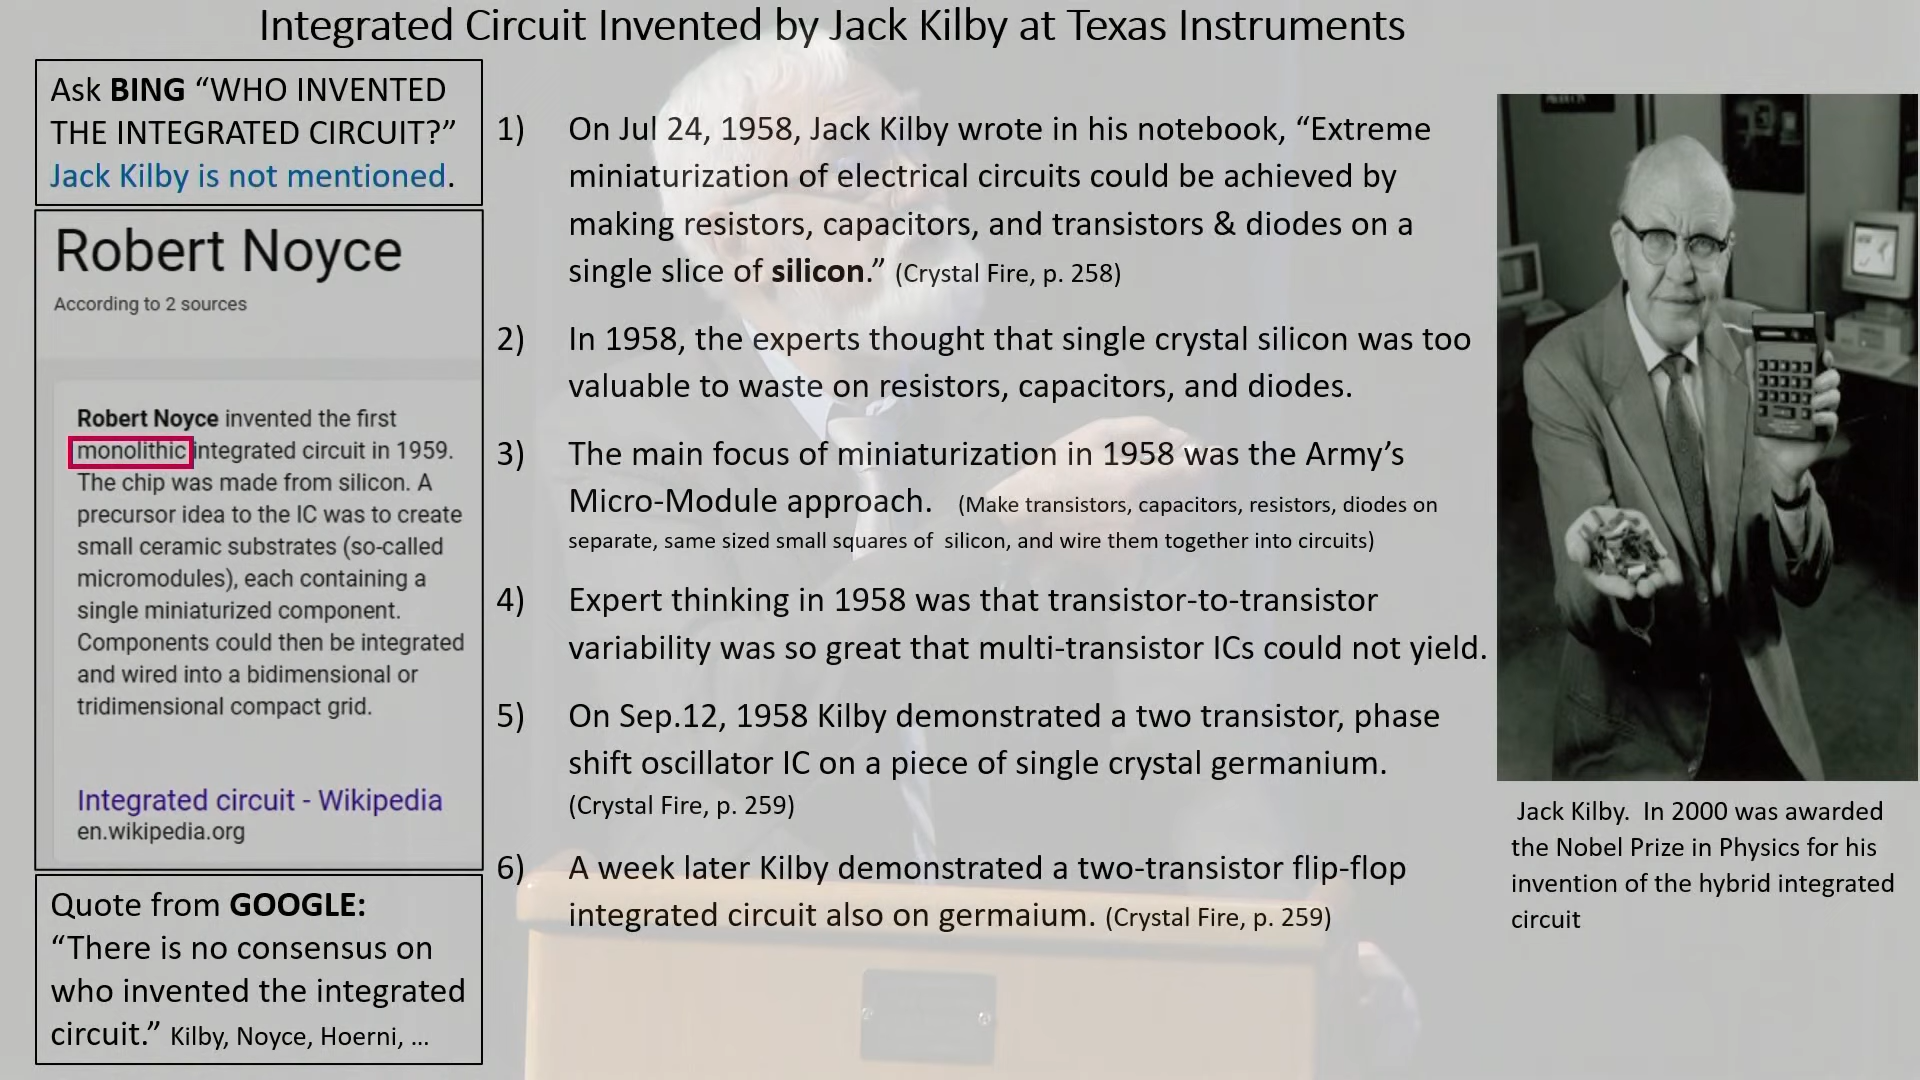 Integrated Circuit Invented by Jack Kilby at Texas Instruments
Ask BING “WHO INVENTED
THE INTEGRATED CIRCUIT?”
Jack Kilby is not mentioned.
Robert Noyce
According to 2 sources
Robert Noyce invented the first
monolithic integrated circuit in 1959.
The chip was made from silicon. A
precursor idea to the IC was to create
small ceramic substrates (so-called
micromodules), each containing a
single miniaturized component.
Components could then be integrated
and wired into a bidimensional or
tridimensional compact grid.
Integrated circuit - Wikipedia
en.wikipedia.org
Quote from GOOGLE:
“There is no consensus on
who invented the integrated
circuit.” Kilby, Noyce, Hoerni, …
1) On Jul 24, 1958, Jack Kilby wrote in his notebook, “Extreme
miniaturization of electrical circuits could be achieved by
making resistors, capacitors, and transistors & diodes on a
single slice of silicon.” (Crystal Fire, p. 258)
2) In 1958, the experts thought that single crystal silicon was too
valuable to waste on resistors, capacitors, and diodes.
3) The main focus of miniaturization in 1958 was the Army’s
Micro-Module approach. (Make transistors, capacitors, resistors, diodes on
separate, same sized small squares of silicon, and wire them together into circuits)
4) Expert thinking in 1958 was that transistor-to-transistor
variability was so great that multi-transistor ICs could not yield.
5) On Sep.12, 1958 Kilby demonstrated a two transistor, phase
shift oscillator IC on a piece of single crystal germanium.
(Crystal Fire, p. 259)
6) A week later Kilby demonstrated a two-transistor flip-flop
integrated circuit also on germaium. (Crystal Fire, p. 259)
Jack Kilby. In 2000 was awarded
the Nobel Prize in Physics for his
invention of the hybrid integrated
circuit